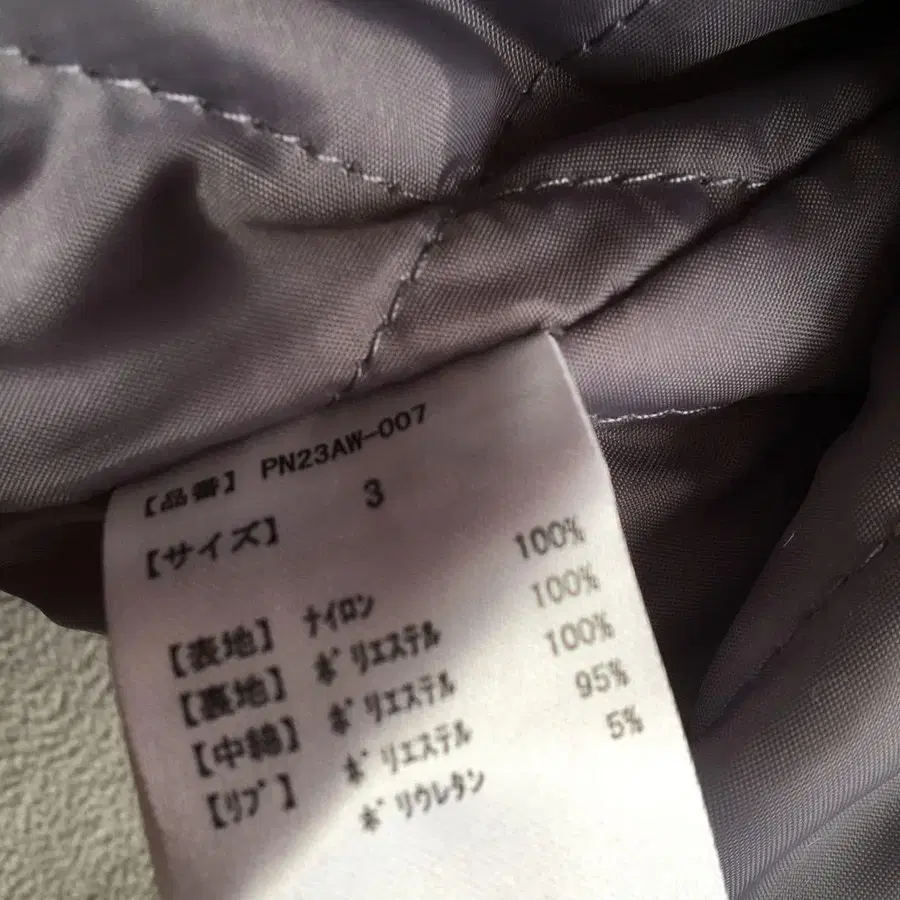 【品番】 PN23AW-007
【サイズ】 3
【表地】 ナイロン 100%
【裏地】 ポリエステル 100%
【中綿】 ポリエステル 100%
【リブ】 ポリエステル 95%
ポリウレタン 5%